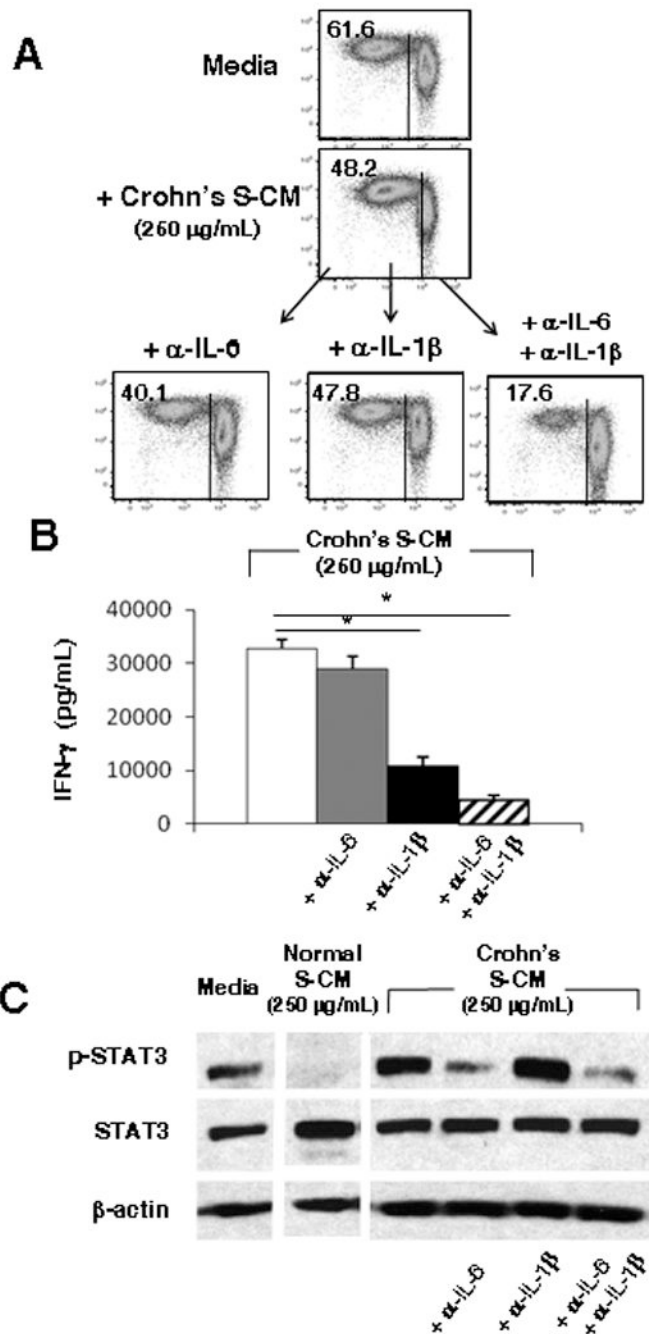 A
Media
61.6
+ Crohn's S-CM
(250 µg/mL)
48.2
+ α-IL-6
+ α-IL-1β
+ α-IL-6
+ α-IL-1β
40.1
47.8
17.6
B
Crohn's S-CM
(250 µg/mL)
*
*
IFN-γ (pg/mL)
40000
30000
20000
10000
0
+ α-IL-6
+ α-IL-1β
+ α-IL-6
+ α-IL-1β
C
Media
Normal
S-CM
(250 µg/mL)
Crohn's
S-CM
(250 µg/mL)
p-STAT3
STAT3
β-actin
+ α-IL-6
+ α-IL-1β
+ α-IL-6
+ α-IL-1β